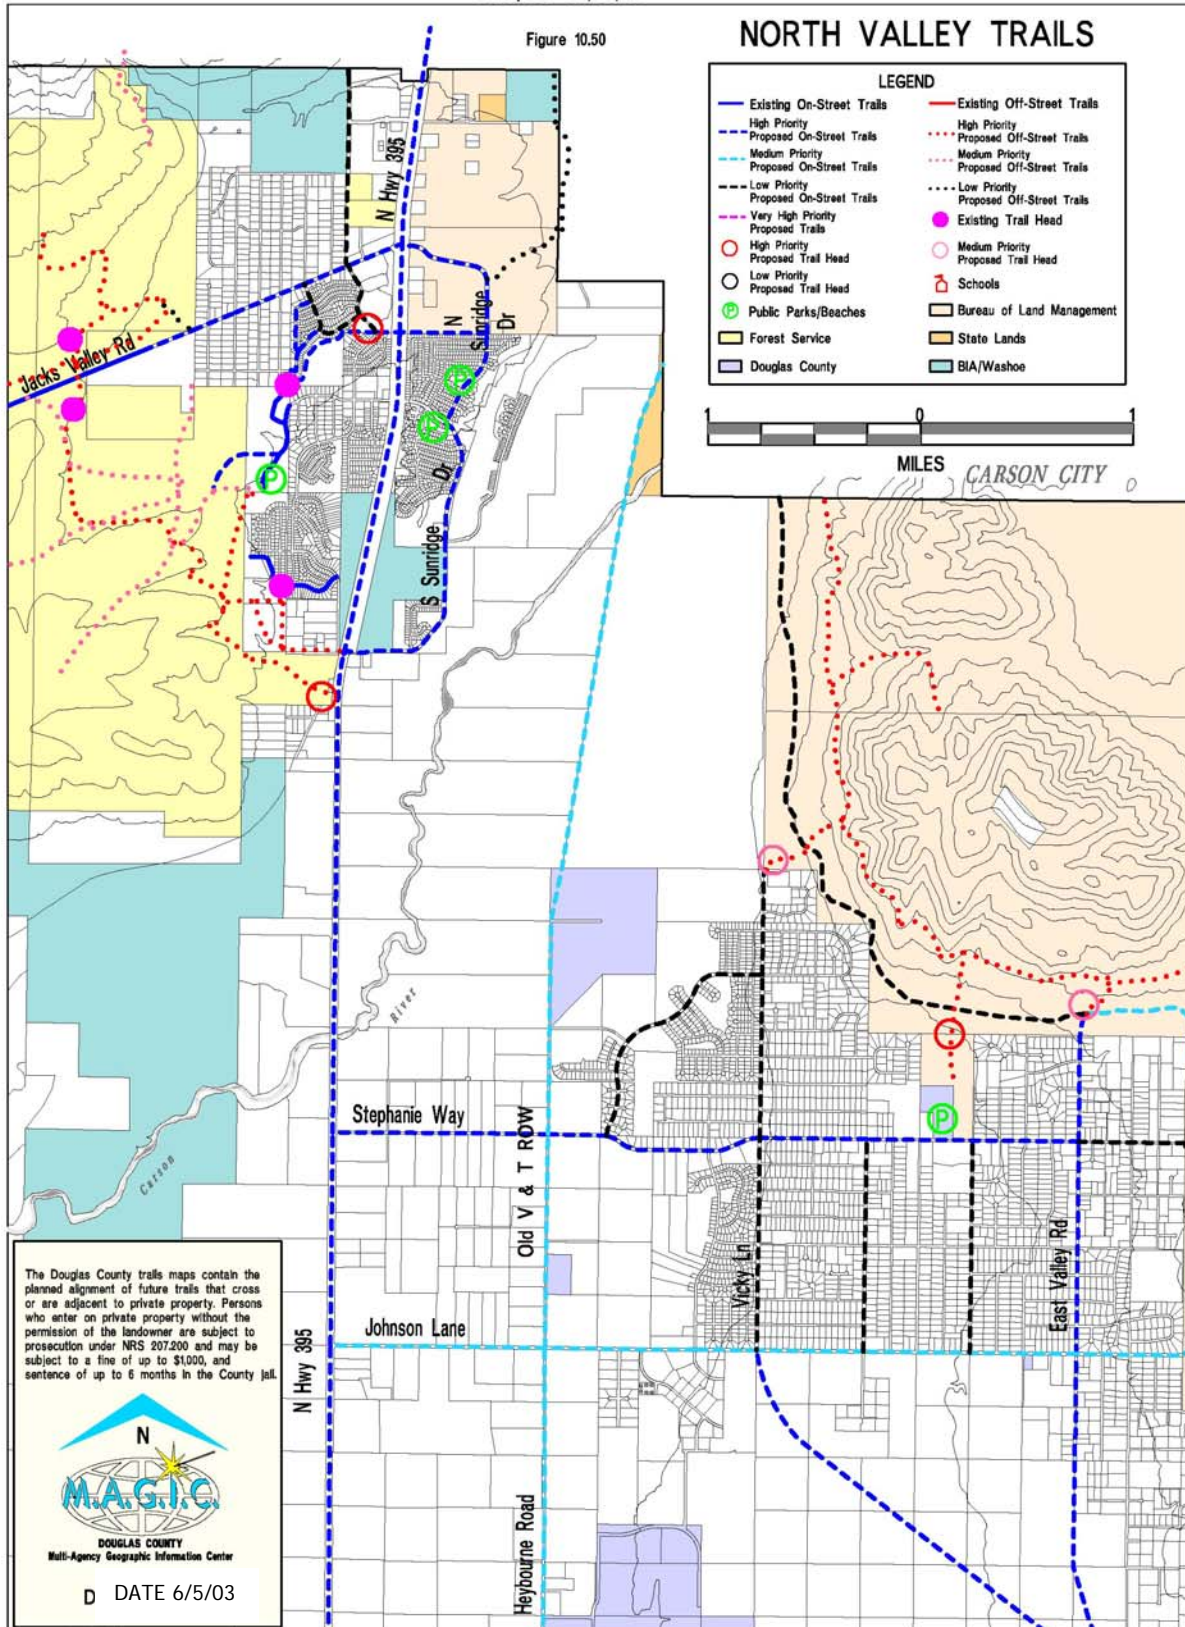 Figure 10.50
NORTH VALLEY TRAILS
LEGEND
Existing On-Street Trails
High Priority
Proposed On-Street Trails
Medium Priority
Proposed On-Street Trails
Low Priority
Proposed On-Street Trails
Very High Priority
Proposed Trails
High Priority
Proposed Trail Head
Low Priority
Proposed Trail Head
P Public Parks/Beaches
Forest Service
Douglas County
Existing Off-Street Trails
High Priority
Proposed Off-Street Trails
Medium Priority
Proposed Off-Street Trails
Low Priority
Proposed Off-Street Trails
Existing Trail Head
Medium Priority
Proposed Trail Head
Schools
Bureau of Land Management
State Lands
BIA/Washoe
1 0 1
MILES
CARSON CITY
N Hwy 395
Jacks Valley Rd
N Sunridge Dr
P
P
P
S Sunridge Dr
River
Carson
Stephanie Way
Old V & T ROW
P
Vicky Ln
East Valley Rd
Johnson Lane
N Hwy 395
Heybourne Road
The Douglas County trails maps contain the
planned alignment of future trails that cross
or are adjacent to private property. Persons
who enter on private property without the
permission of the landowner are subject to
prosecution under NRS 207.200 and may be
subject to a fine of up to $1,000, and
sentence of up to 6 months in the County jail.
N
M.A.G.I.C.
DOUGLAS COUNTY
Multi-Agency Geographic Information Center
D DATE 6/5/03